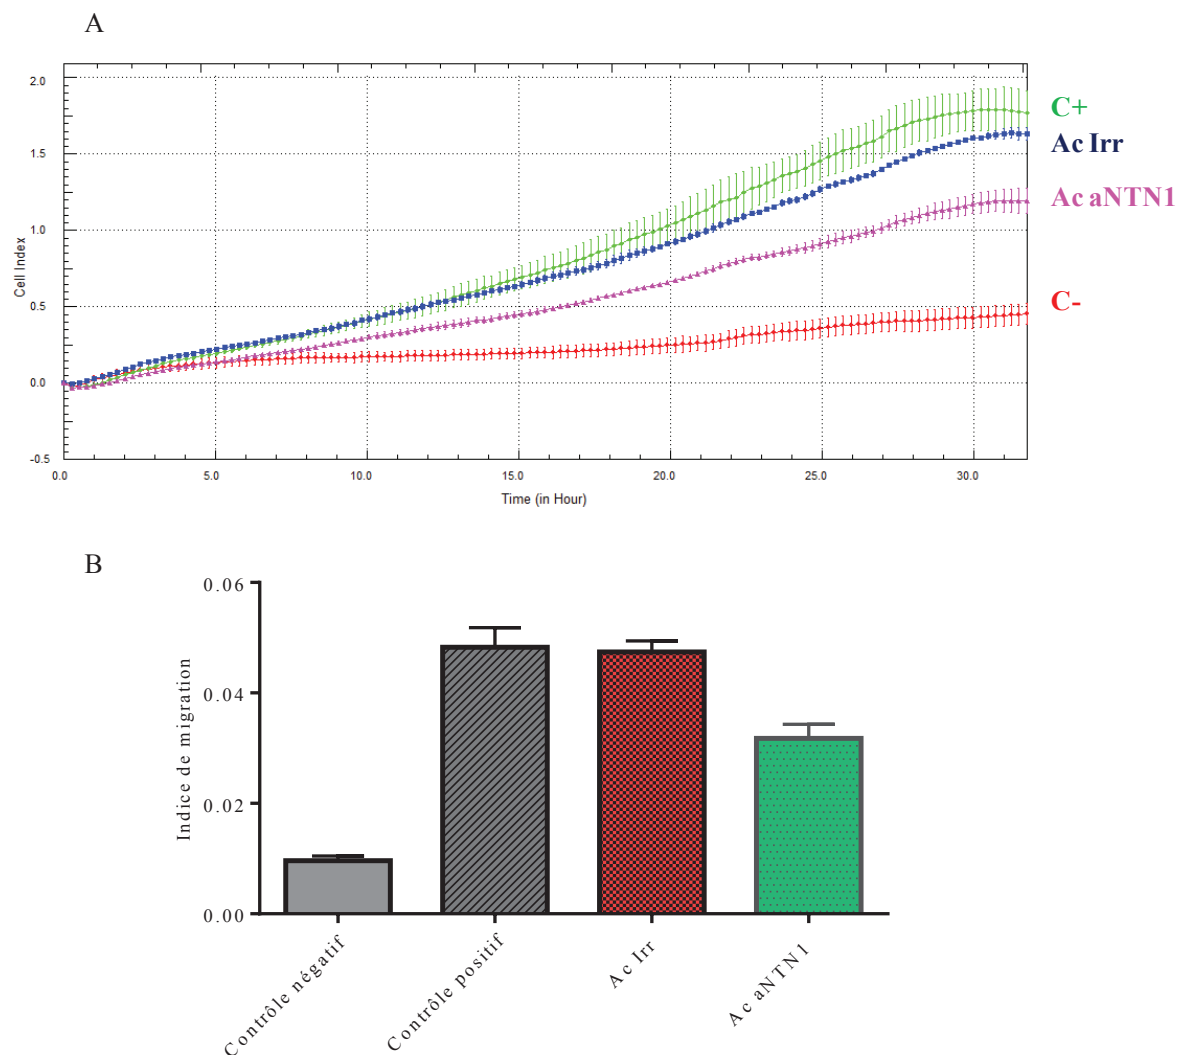 A
2.0
1.5
1.0
0.5
0.0
-0.5
Cell Index
0.0 5.0 10.0 15.0 20.0 25.0 30.0
Time (in Hour)
C+
Ac Irr
Ac aNTN1
C-
B
0.06
0.04
0.02
0.00
Indice de migration
Contrôle négatif
Contrôle positif
Ac Irr
Ac aNTN1